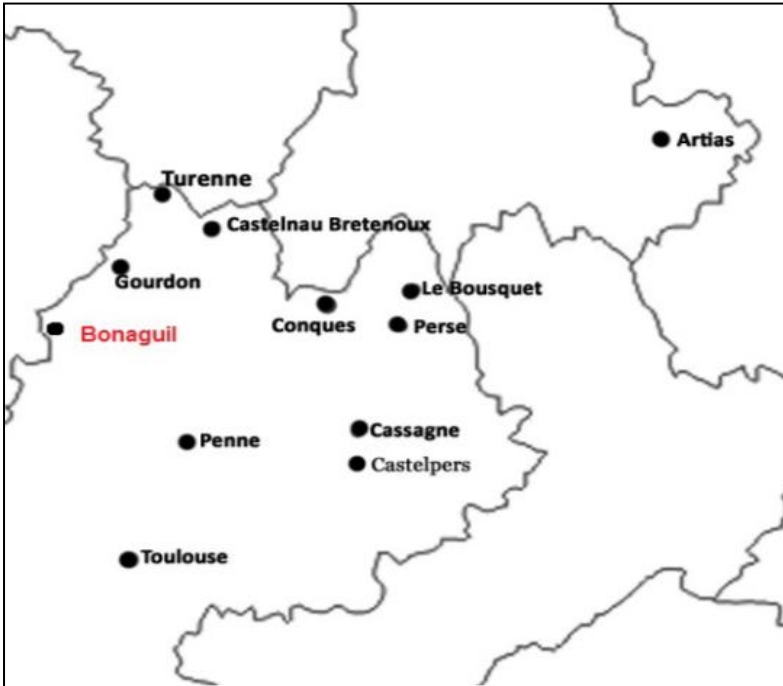 Artias
Turenne
Castelnau Bretenoux
Gourdon
Le Bousquet
Conques
Perse
Bonaguil
Cassagne
Penne
Castelpers
Toulouse